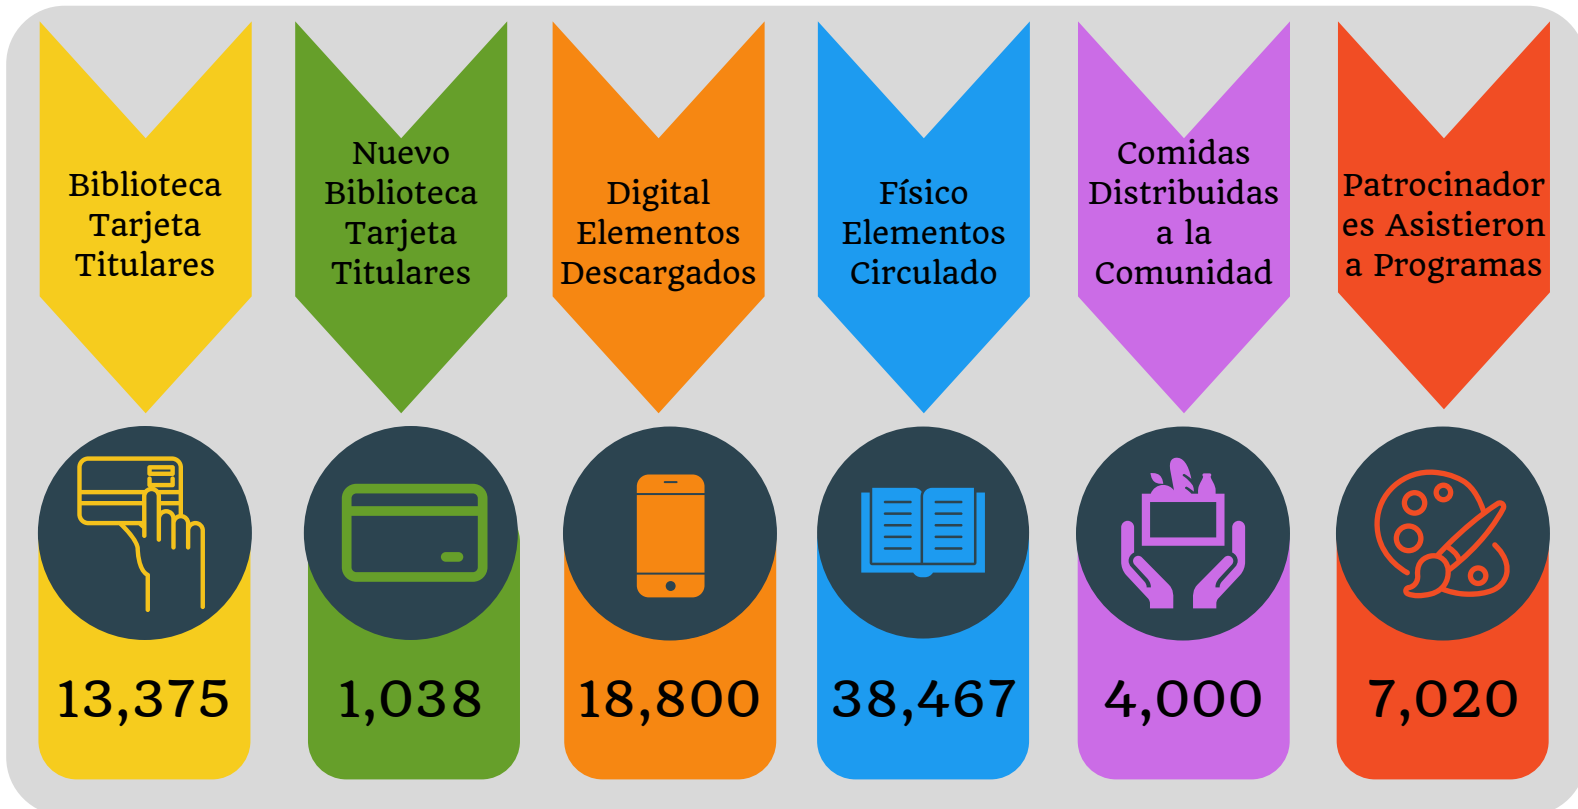 Biblioteca
Tarjeta
Titulares
13,375
Nuevo
Biblioteca
Tarjeta
Titulares
1,038
Digital
Elementos
Descargados
18,800
Físico
Elementos
Circulado
38,467
Comidas
Distribuidas
a la
Comunidad
4,000
Patrocinador
es Asistieron
a Programas
7,020